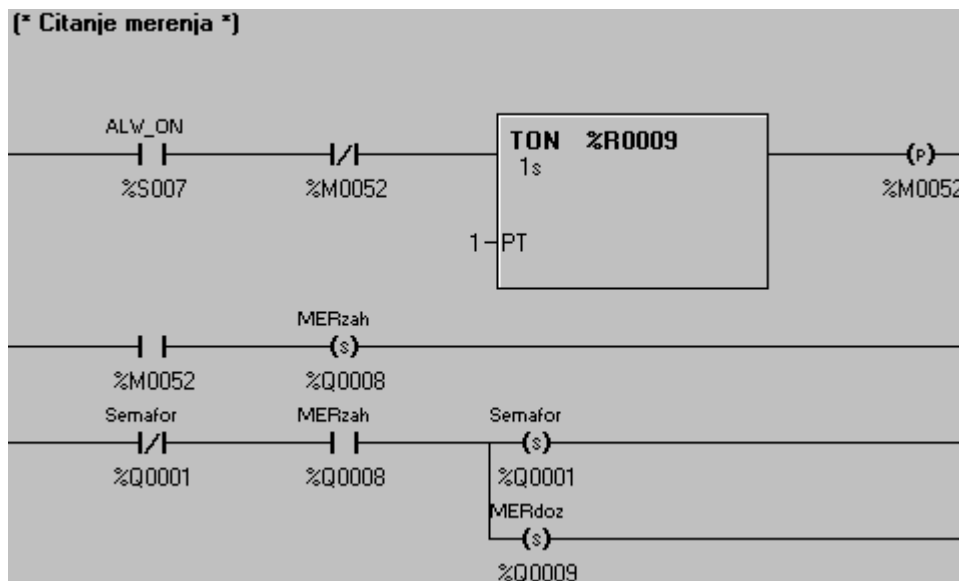 (* Citanje merenja *)
ALW_ON
TON %R0009
1s
(P)
%S007 %M0052 %M0052
1 PT
MERzah
(s)
%M0052 %Q0008
Semafor MERzah Semafor
(s)
%Q0001 %Q0008 %Q0001
MERdoz
(s)
%Q0009